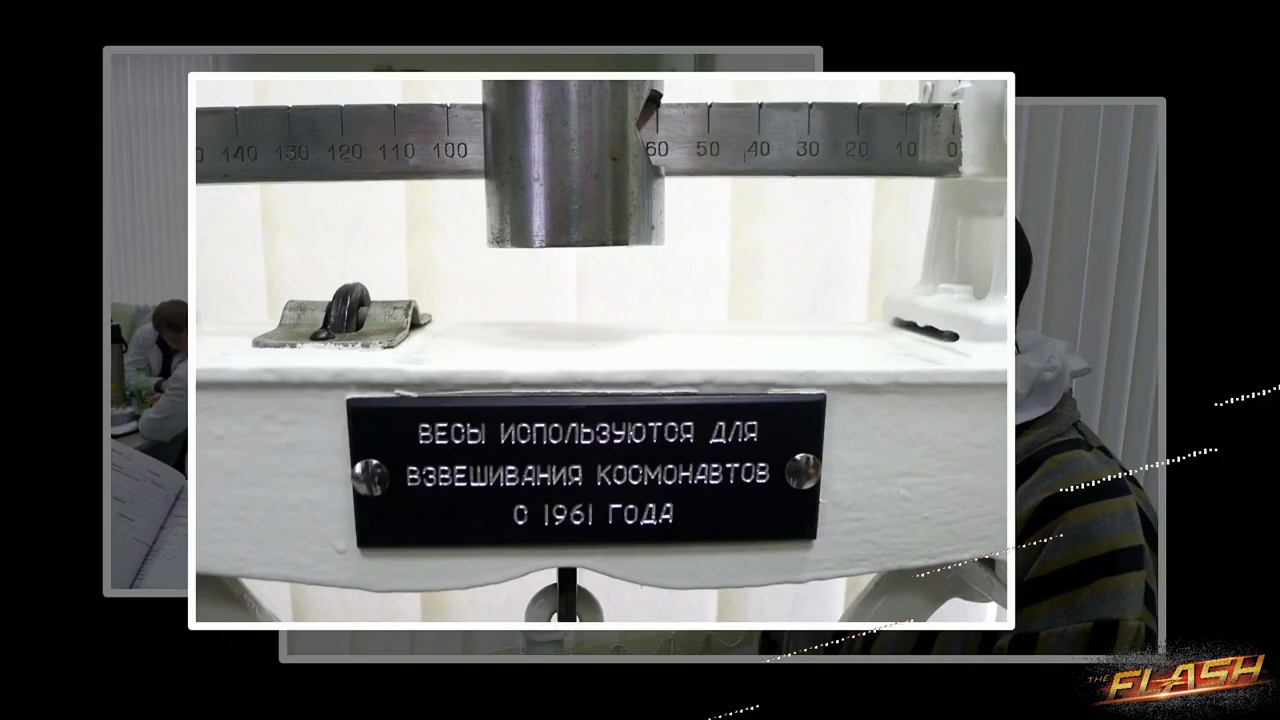 140 130 120 110 100 60 50 40 30 20 10 0
ВЕСЫ ИСПОЛЬЗУЮТСЯ ДЛЯ
ВЗВЕШИВАНИЯ КОСМОНАВТОВ
С 1961 ГОДА
THE FLASH